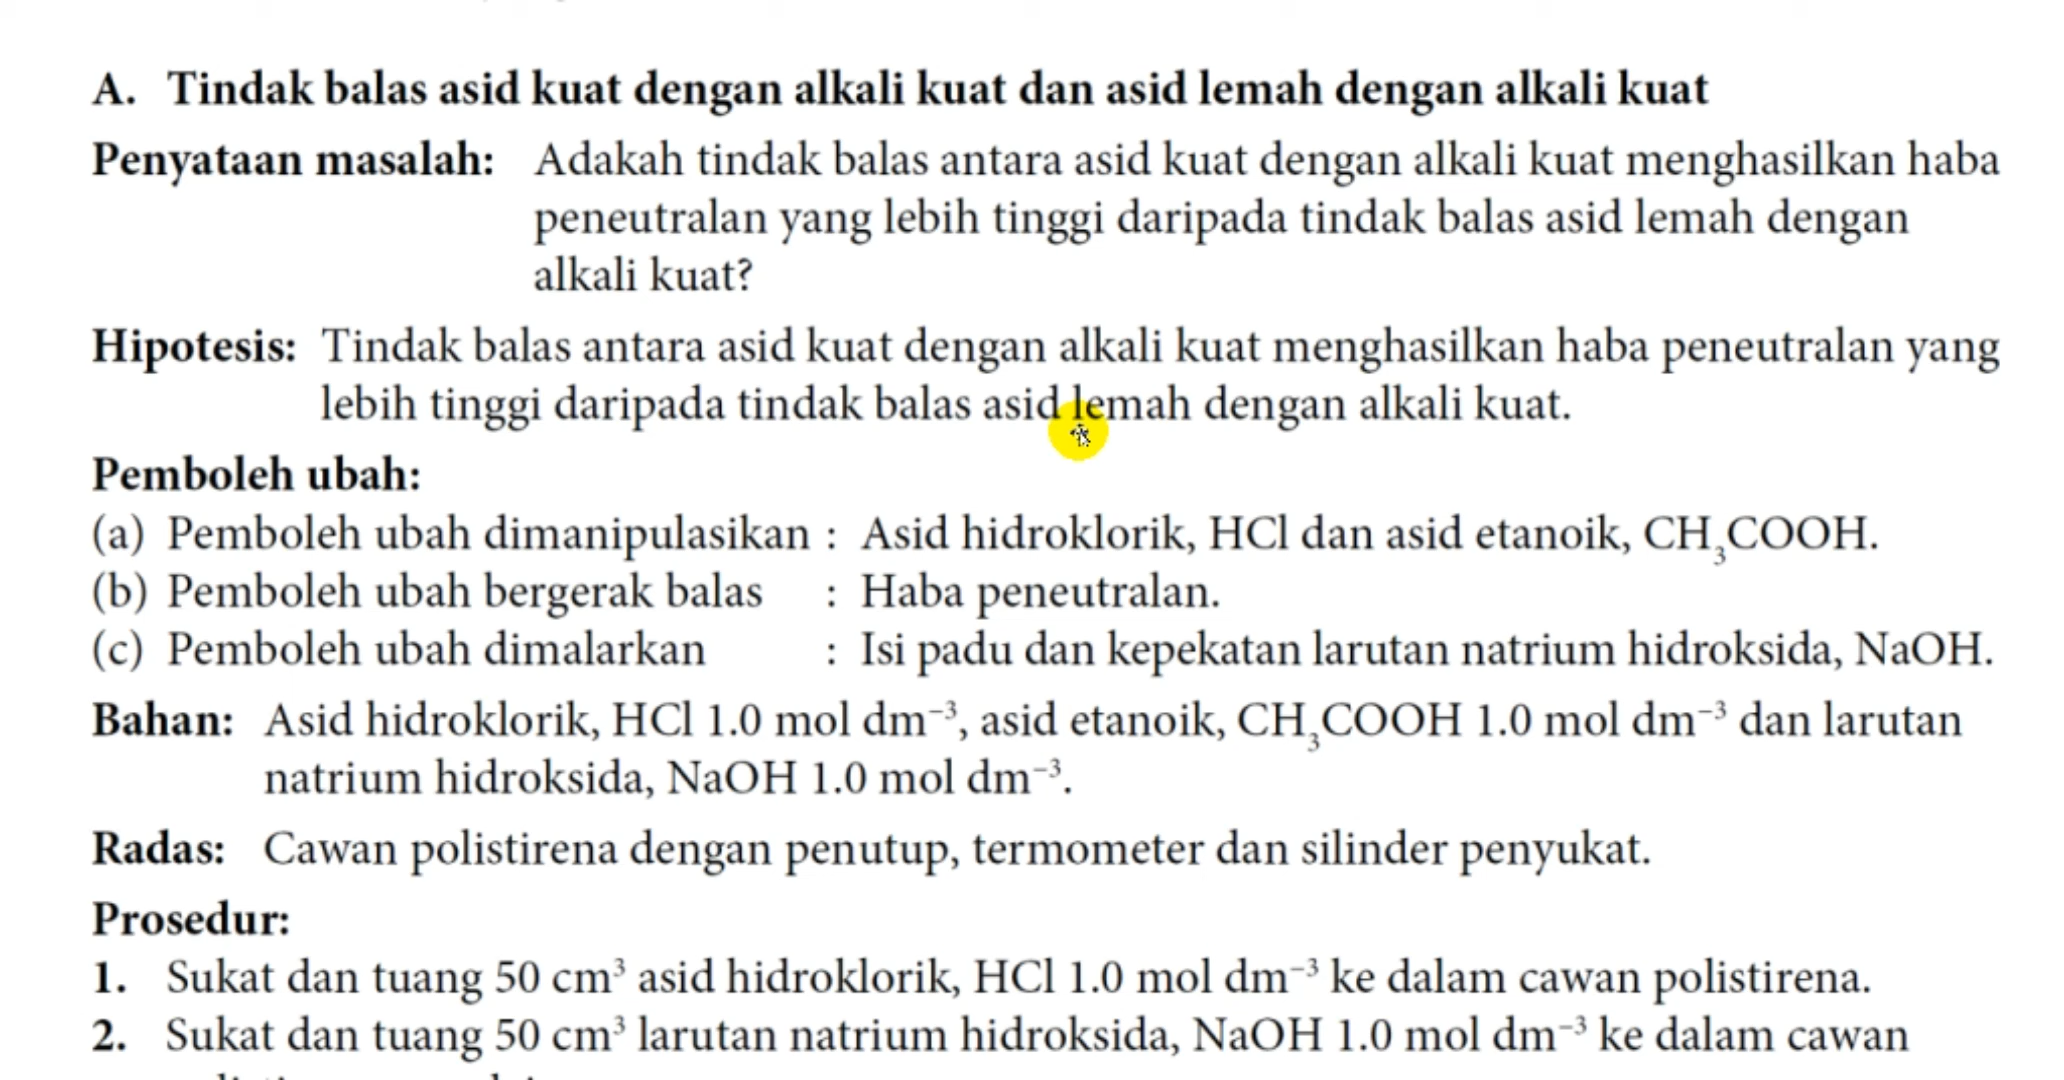 A. Tindak balas asid kuat dengan alkali kuat dan asid lemah dengan alkali kuat
Penyataan masalah: Adakah tindak balas antara asid kuat dengan alkali kuat menghasilkan haba
peneutralan yang lebih tinggi daripada tindak balas asid lemah dengan
alkali kuat?
Hipotesis: Tindak balas antara asid kuat dengan alkali kuat menghasilkan haba peneutralan yang
lebih tinggi daripada tindak balas asid lemah dengan alkali kuat.
Pemboleh ubah:
(a) Pemboleh ubah dimanipulasikan : Asid hidroklorik, HCl dan asid etanoik, CH₃COOH.
(b) Pemboleh ubah bergerak balas : Haba peneutralan.
(c) Pemboleh ubah dimalarkan : Isi padu dan kepekatan larutan natrium hidroksida, NaOH.
Bahan: Asid hidroklorik, HCl 1.0 mol dm⁻³, asid etanoik, CH₃COOH 1.0 mol dm⁻³ dan larutan
natrium hidroksida, NaOH 1.0 mol dm⁻³.
Radas: Cawan polistirena dengan penutup, termometer dan silinder penyukat.
Prosedur:
1. Sukat dan tuang 50 cm³ asid hidroklorik, HCl 1.0 mol dm⁻³ ke dalam cawan polistirena.
2. Sukat dan tuang 50 cm³ larutan natrium hidroksida, NaOH 1.0 mol dm⁻³ ke dalam cawan